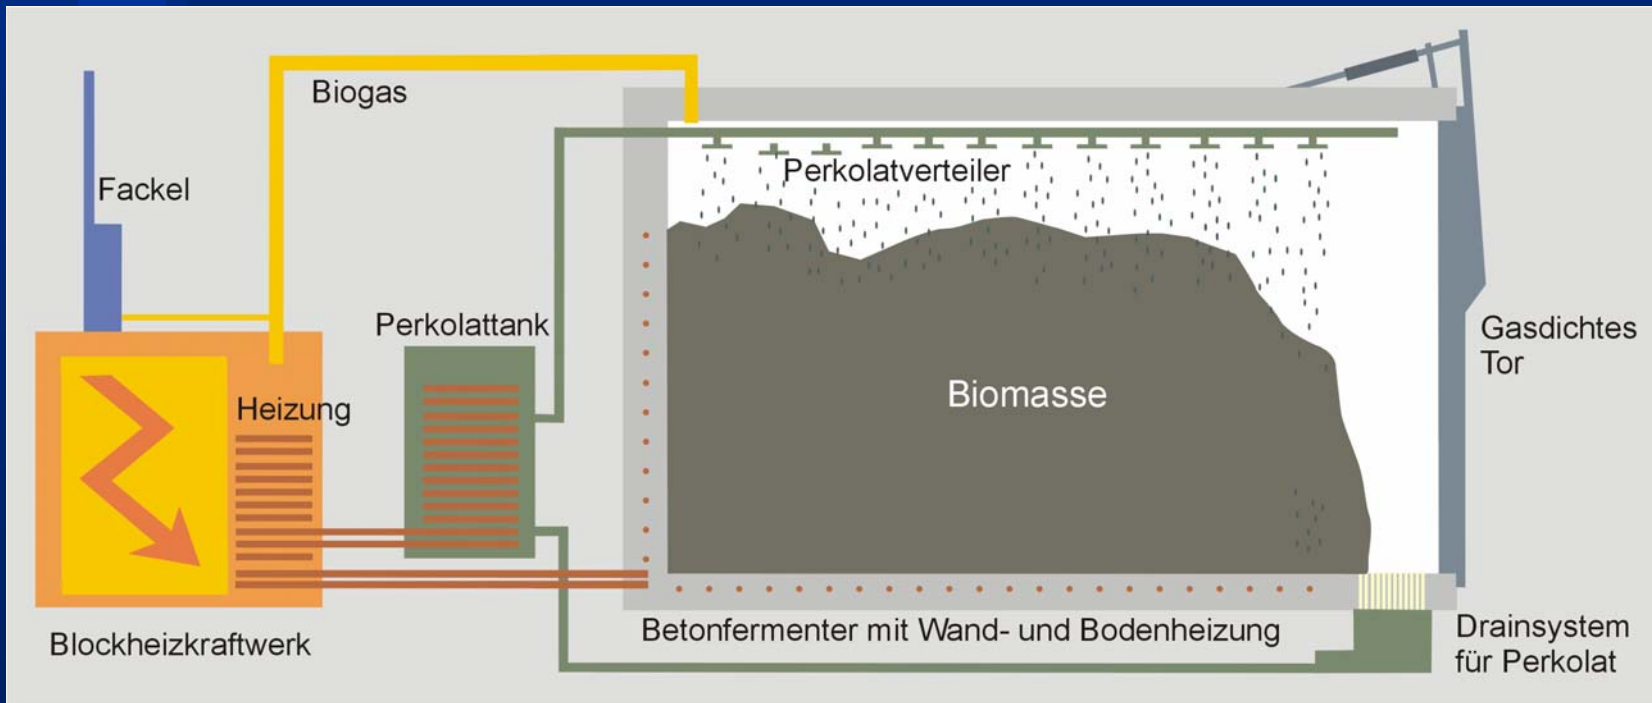 Biogas
Fackel
Perkolatverteiler
Perkolattank
Gasdichtes
Tor
Heizung
Biomasse
Blockheizkraftwerk
Betonfermenter mit Wand- und Bodenheizung
Drainsystem
für Perkolat